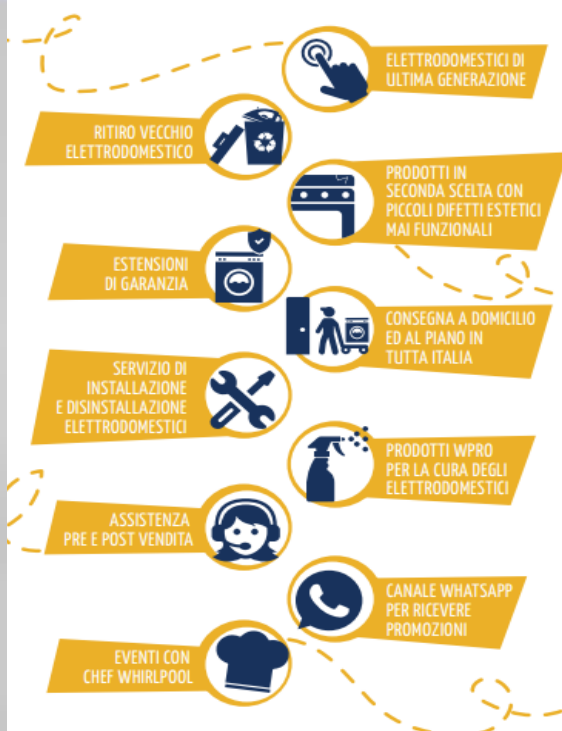 ELETTRODOMESTICI DI
ULTIMA GENERAZIONE
RITIRO VECCHIO
ELETTRODOMESTICO
PRODOTTI IN
SECONDA SCELTA CON
PICCOLI DIFETTI ESTETICI
MAI FUNZIONALI
ESTENSIONI
DI GARANZIA
CONSEGNA A DOMICILIO
ED AL PIANO IN
TUTTA ITALIA
SERVIZIO DI
INSTALLAZIONE
E DISINSTALLAZIONE
ELETTRODOMESTICI
PRODOTTI WPRO
PER LA CURA DEGLI
ELETTRODOMESTICI
ASSISTENZA
PRE E POST VENDITA
CANALE WHATSAPP
PER RICEVERE
PROMOZIONI
EVENTI CON
CHEF WHIRLPOOL